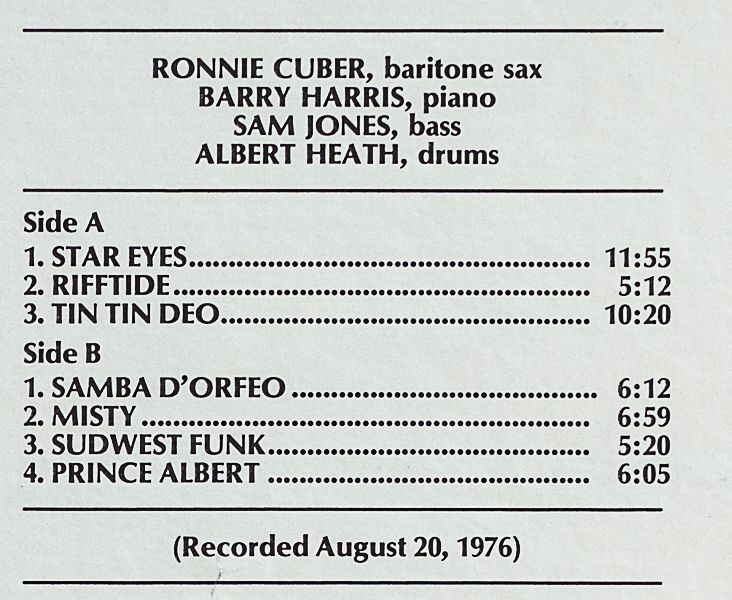 RONNIE CUBER, baritone sax
BARRY HARRIS, piano
SAM JONES, bass
ALBERT HEATH, drums
Side A
1. STAR EYES.................................................. 11:55
2. RIFFTIDE.................................................... 5:12
3. TIN TIN DEO.............................................. 10:20
Side B
1. SAMBA D'ORFEO ...................................... 6:12
2. MISTY ........................................................ 6:59
3. SUDWEST FUNK........................................ 5:20
4. PRINCE ALBERT ........................................ 6:05
(Recorded August 20, 1976)